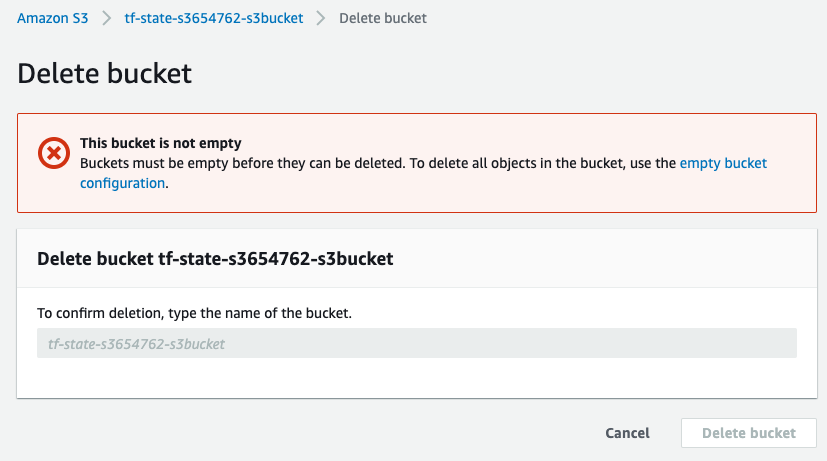 Amazon S3 > tf-state-s3654762-s3bucket > Delete bucket
Delete bucket
This bucket is not empty
Buckets must be empty before they can be deleted. To delete all objects in the bucket, use the empty bucket
configuration.
Delete bucket tf-state-s3654762-s3bucket
To confirm deletion, type the name of the bucket.
tf-state-s3654762-s3bucket
Cancel Delete bucket